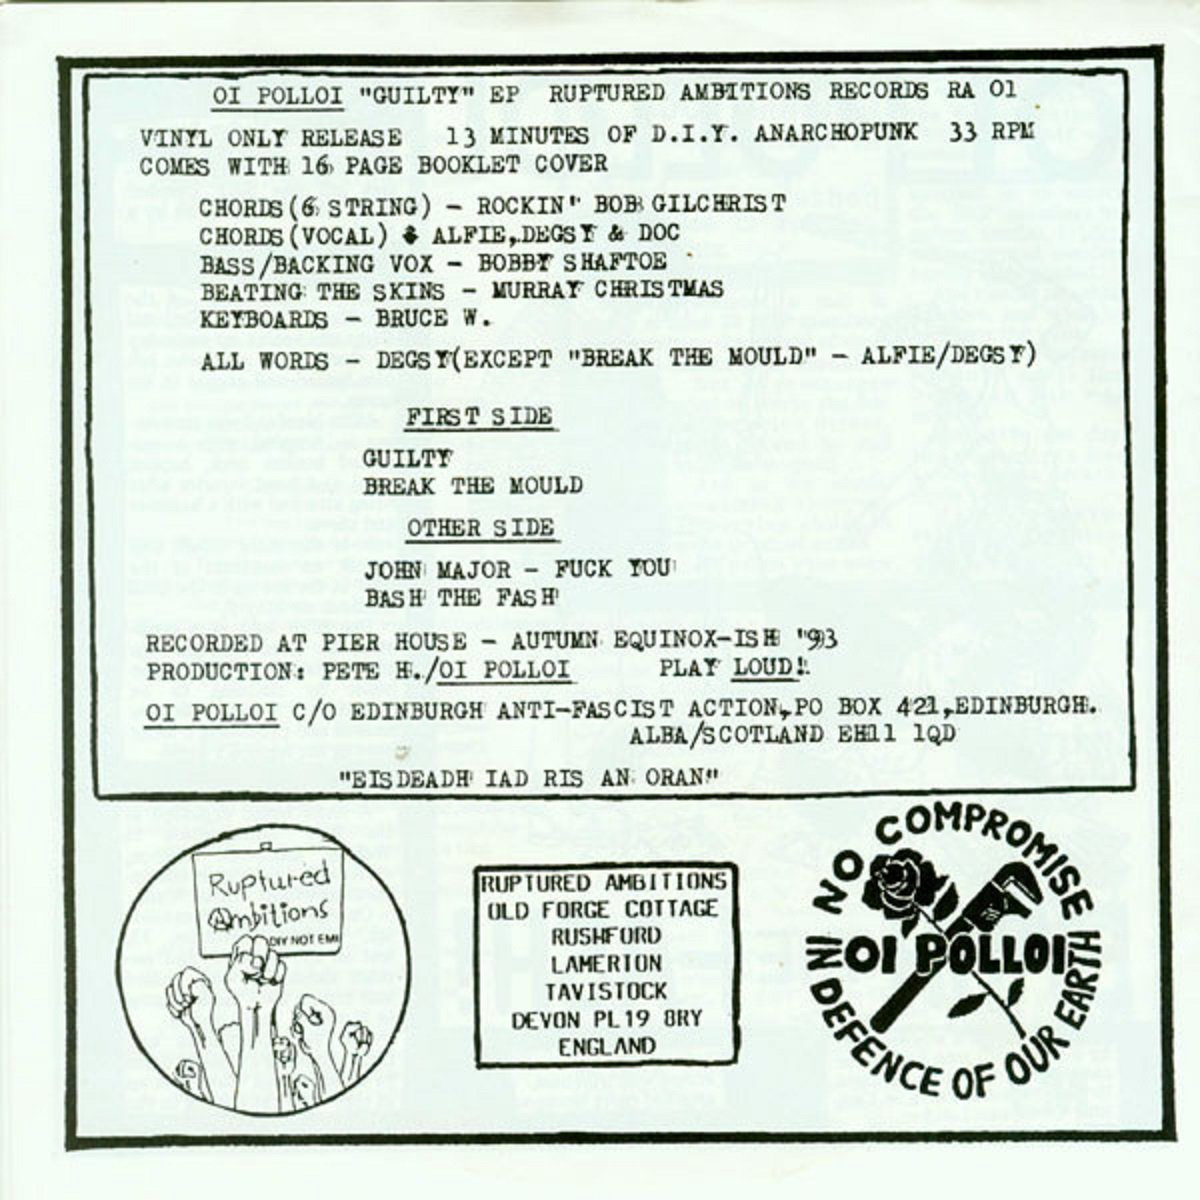 OI POLLOI "GUILTY" EP RUPTURED AMBITIONS RECORDS RA 01
VINYL ONLY RELEASE 13 MINUTES OF D.I.Y. ANARCHOPUNK 33 RPM
COMES WITH 16 PAGE BOOKLET COVER
CHORDS(6 STRING) - ROCKIN' BOB GILCHRIST
CHORDS(VOCAL) - ALFIE,DEGSY & DOC
BASS/BACKING VOX - BOBBY SHAFTOE
BEATING THE SKINS - MURRAY CHRISTMAS
KEYBOARDS - BRUCE W.
ALL WORDS - DEGSY(EXCEPT "BREAK THE MOULD" - ALFIE/DEGSY)
FIRST SIDE
GUILTY
BREAK THE MOULD
OTHER SIDE
JOHN MAJOR - FUCK YOU
BASH THE FASH
RECORDED AT PIER HOUSE - AUTUMN EQUINOX-ISH '93
PRODUCTION: PETE H./OI POLLOI PLAY LOUD!
OI POLLOI C/O EDINBURGH ANTI-FASCIST ACTION,PO BOX 421,EDINBURGH.
ALBA/SCOTLAND EH11 1QD
"EISDEADH IAD RIS AN ORAN"
Ruptured
Ambitions
DIY NOT EMI
RUPTURED AMBITIONS
OLD FORGE COTTAGE
RUSHFORD
LAMERTON
TAVISTOCK
DEVON PL19 8RY
ENGLAND
NO COMPROMISE
IN DEFENCE OF OUR EARTH
OI POLLOI